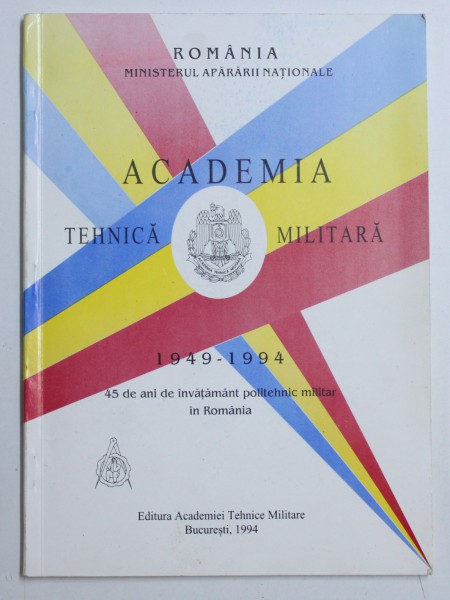 ROMÂNIA
MINISTERUL APĂRĂRII NAȚIONALE
ACADEMIA
TEHNICĂ MILITARĂ
1949-1994
45 de ani de învățământ politehnic militar
în România
Editura Academiei Tehnice Militare
București, 1994